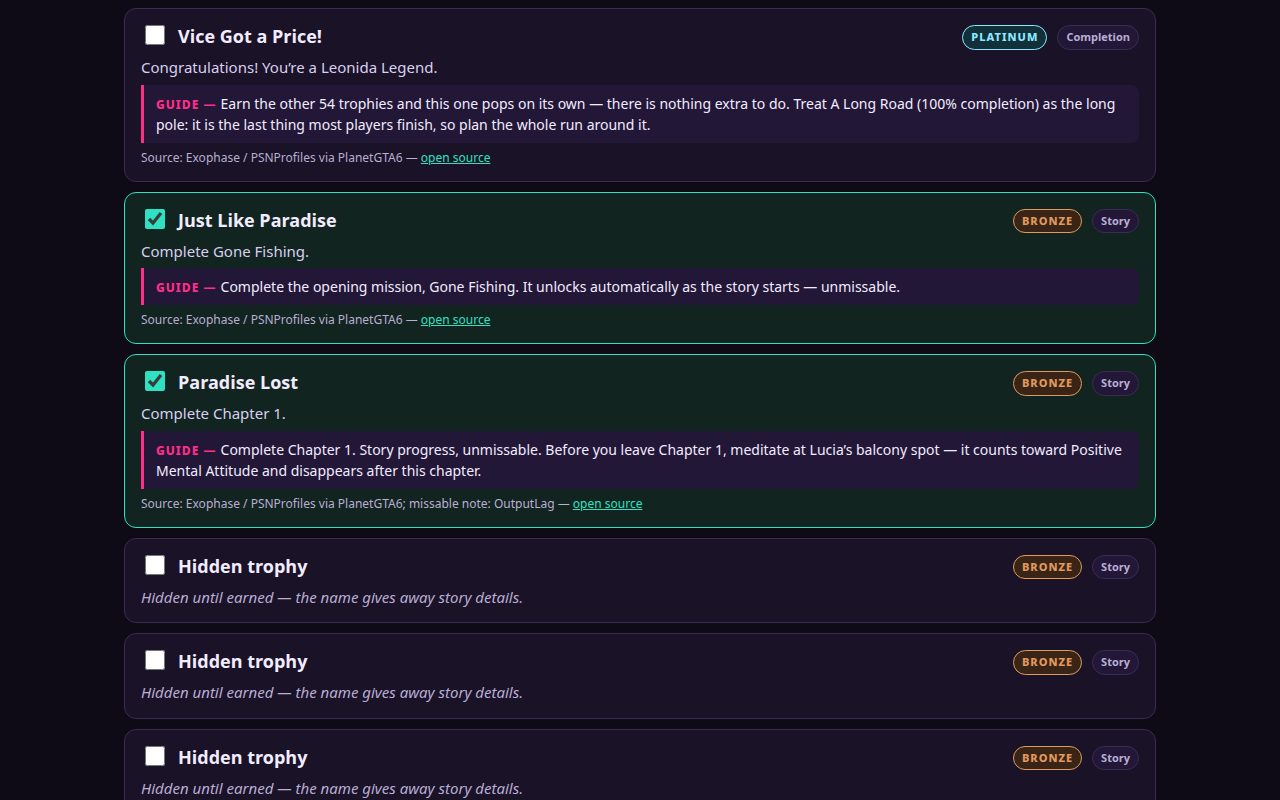 Vice Got a Price!
PLATINUM
Completion
Congratulations! You’re a Leonida Legend.
GUIDE — Earn the other 54 trophies and this one pops on its own — there is nothing extra to do. Treat A Long Road (100% completion) as the long
pole: it is the last thing most players finish, so plan the whole run around it.
Source: Exophase / PSNProfiles via PlanetGTA6 — open source
Just Like Paradise
BRONZE
Story
Complete Gone Fishing.
GUIDE — Complete the opening mission, Gone Fishing. It unlocks automatically as the story starts — unmissable.
Source: Exophase / PSNProfiles via PlanetGTA6 — open source
Paradise Lost
BRONZE
Story
Complete Chapter 1.
GUIDE — Complete Chapter 1. Story progress, unmissable. Before you leave Chapter 1, meditate at Lucia’s balcony spot — it counts toward Positive
Mental Attitude and disappears after this chapter.
Source: Exophase / PSNProfiles via PlanetGTA6; missable note: OutputLag — open source
Hidden trophy
BRONZE
Story
Hidden until earned — the name gives away story details.
Hidden trophy
BRONZE
Story
Hidden until earned — the name gives away story details.
Hidden trophy
BRONZE
Story
Hidden until earned — the name gives away story details.